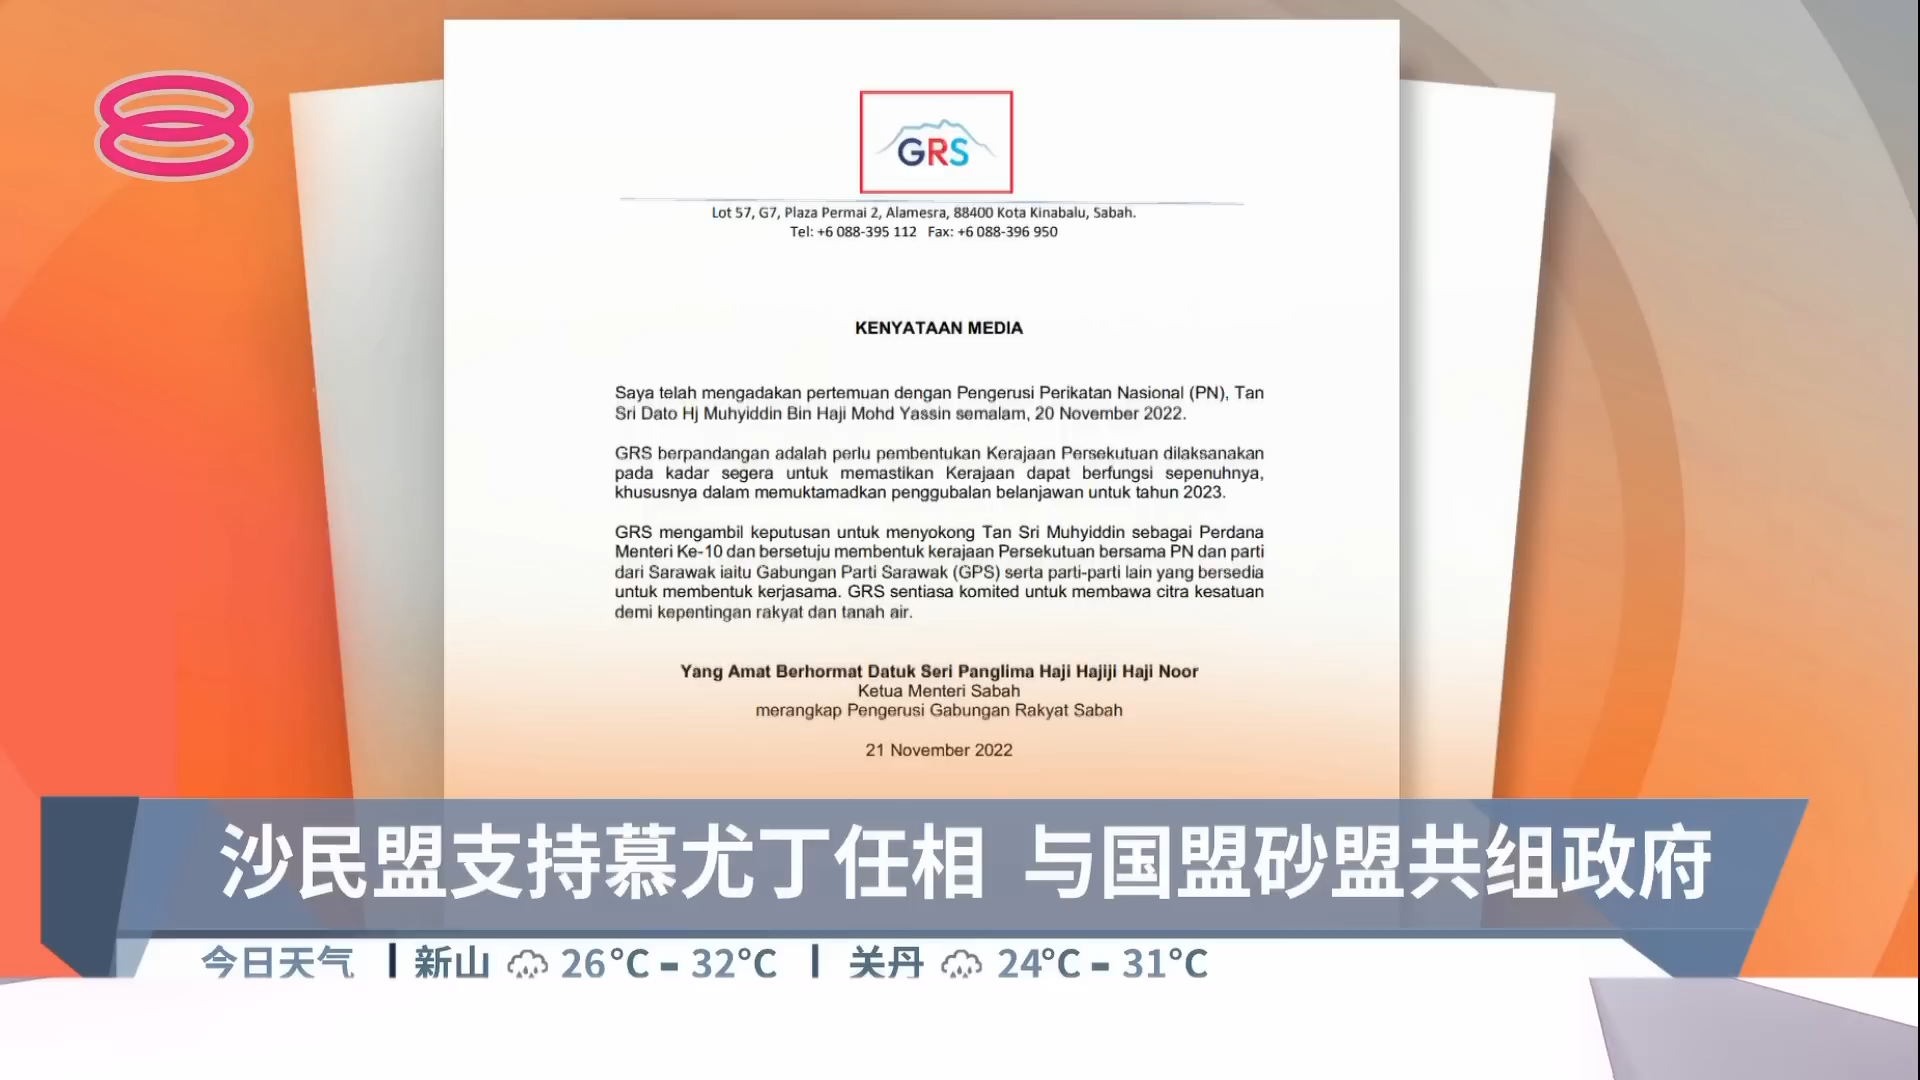 GRS
Lot 57, G7, Plaza Permai 2, Alamesra, 88400 Kota Kinabalu, Sabah.
Tel: +6 088-395 112 Fax: +6 088-396 950
KENYATAAN MEDIA
Saya telah mengadakan pertemuan dengan Pengerusi Perikatan Nasional (PN), Tan
Sri Dato Hj Muhyiddin Bin Haji Mohd Yassin semalam, 20 November 2022.
GRS berpandangan adalah perlu pembentukan Kerajaan Persekutuan dilaksanakan
pada kadar segera untuk memastikan Kerajaan dapat berfungsi sepenuhnya,
khususnya dalam memuktamadkan penggubalan belanjawan untuk tahun 2023.
GRS mengambil keputusan untuk menyokong Tan Sri Muhyiddin sebagai Perdana
Menteri Ke-10 dan bersetuju membentuk kerajaan Persekutuan bersama PN dan parti
dari Sarawak iaitu Gabungan Parti Sarawak (GPS) serta parti-parti lain yang bersedia
untuk membentuk kerjasama. GRS sentiasa komited untuk membawa citra kesatuan
demi kepentingan rakyat dan tanah air.
Yang Amat Berhormat Datuk Seri Panglima Haji Hajiji Haji Noor
Ketua Menteri Sabah
merangkap Pengerusi Gabungan Rakyat Sabah
21 November 2022
沙民盟支持慕尤丁任相 与国盟砂盟共组政府
今日天气 | 新山 26°C - 32°C | 关丹 24°C - 31°C